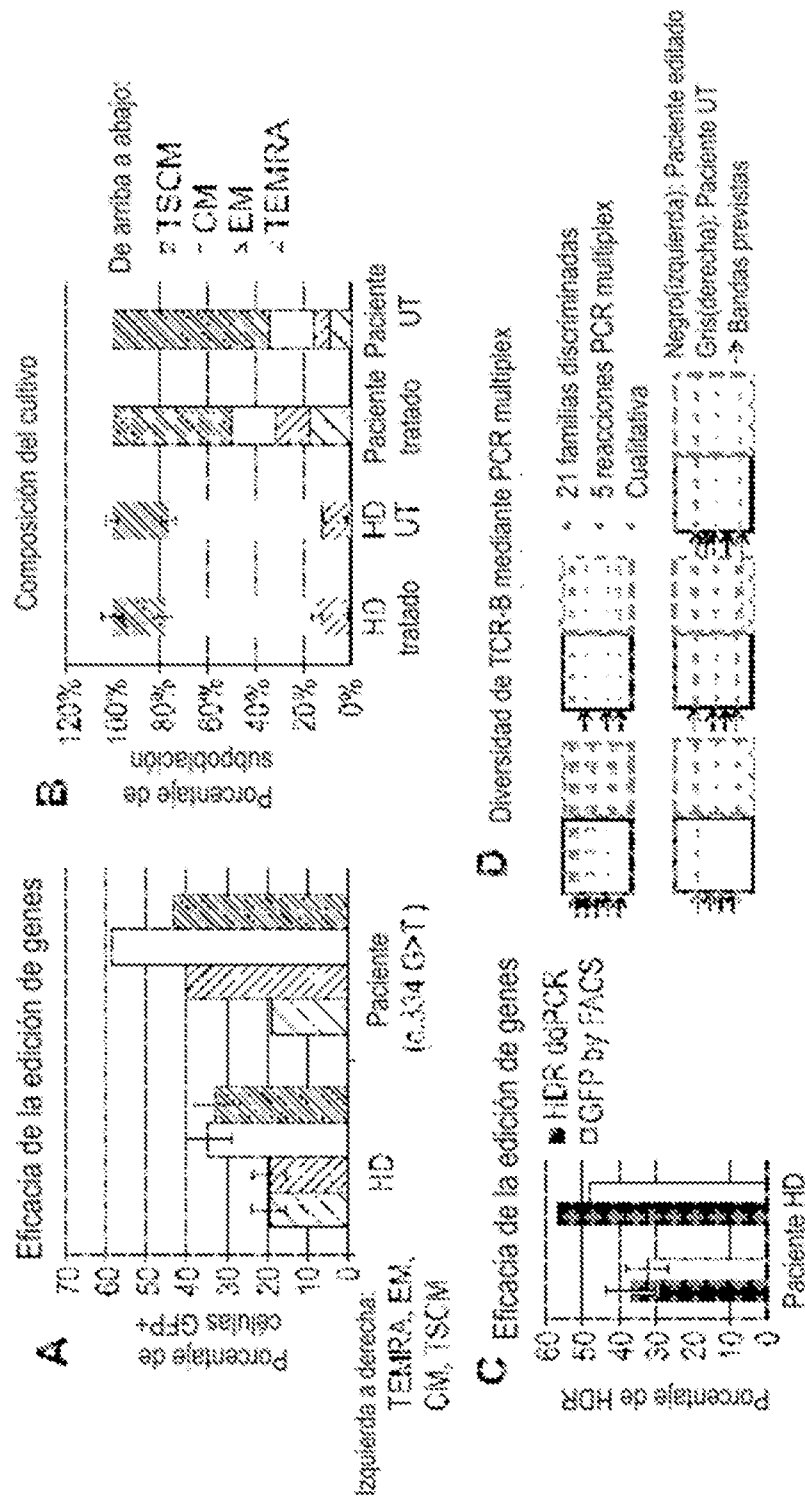 A
Eficacia de la edición de genes
Porcentaje de
células GFP+
70
60
50
40
30
20
10
0
HD
Paciente
(c.334 G>T)
Izquierda a derecha:
TEMRA, EM,
CM, TSCM
B
Composición del cultivo
Porcentaje de
subpoblación
120%
100%
80%
60%
40%
20%
0%
HD
tratado
HD
UT
Paciente
tratado
Paciente
UT
De arriba a abajo:
TSCM
CM
EM
TEMRA
C
Eficacia de la edición de genes
Porcentaje de HDR
60
50
40
30
20
10
0
Paciente HD
HDR ddPCR
GFP by FACS
D
Diversidad de TCR-B mediante PCR multiplex
21 familias discriminadas
5 reacciones PCR multiplex
Cualitativa
Negro(izquierda): Paciente editado
Gris(derecha): Paciente UT
-> Bandas previstas